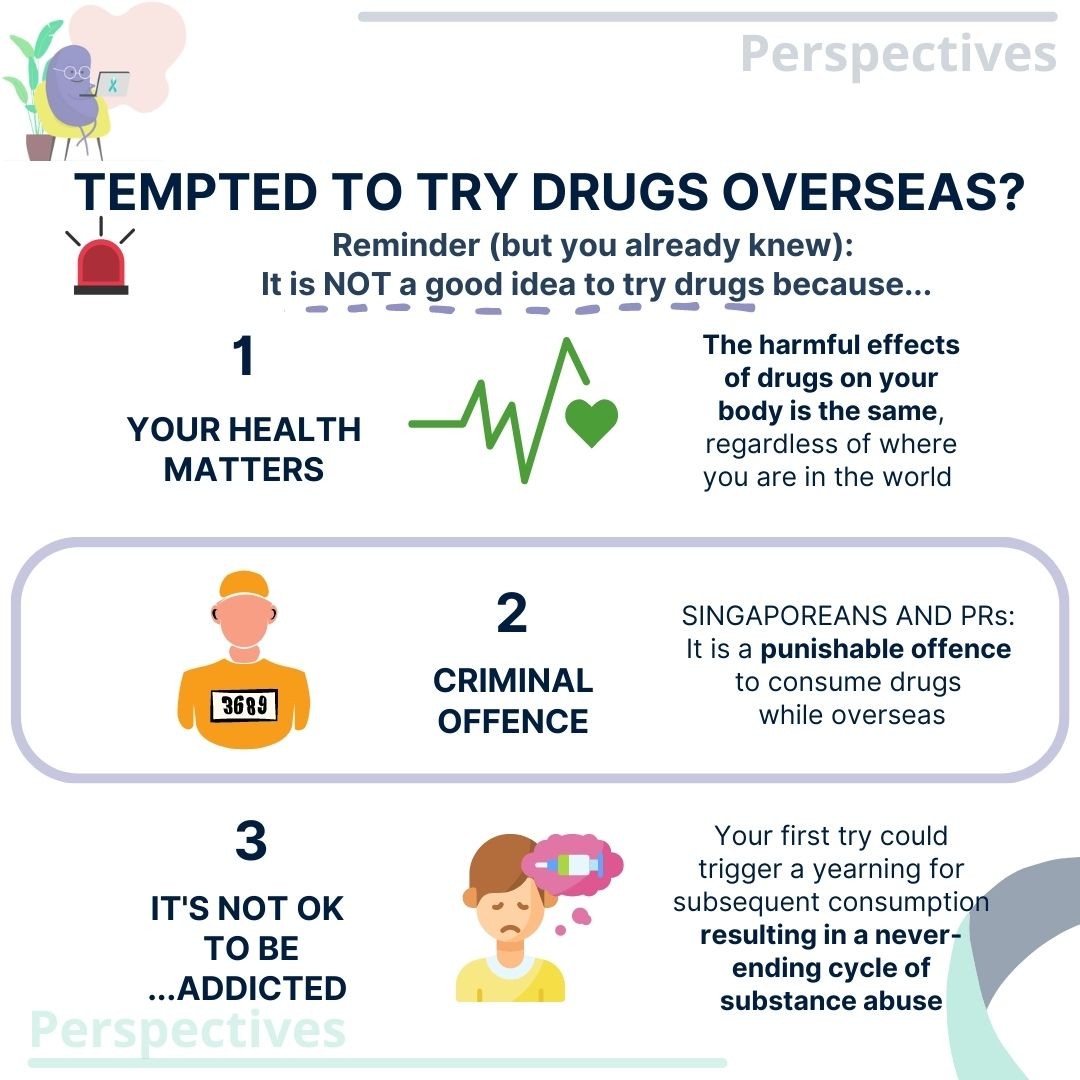 Perspectives
TEMPTED TO TRY DRUGS OVERSEAS?
Reminder (but you already knew):
It is NOT a good idea to try drugs because...
1
YOUR HEALTH
MATTERS
The harmful effects
of drugs on your
body is the same,
regardless of where
you are in the world
3689
2
CRIMINAL
OFFENCE
SINGAPOREANS AND PRs:
It is a punishable offence
to consume drugs
while overseas
3
IT'S NOT OK
TO BE
...ADDICTED
Your first try could
trigger a yearning for
subsequent consumption
resulting in a never-
ending cycle of
substance abuse
Perspectives